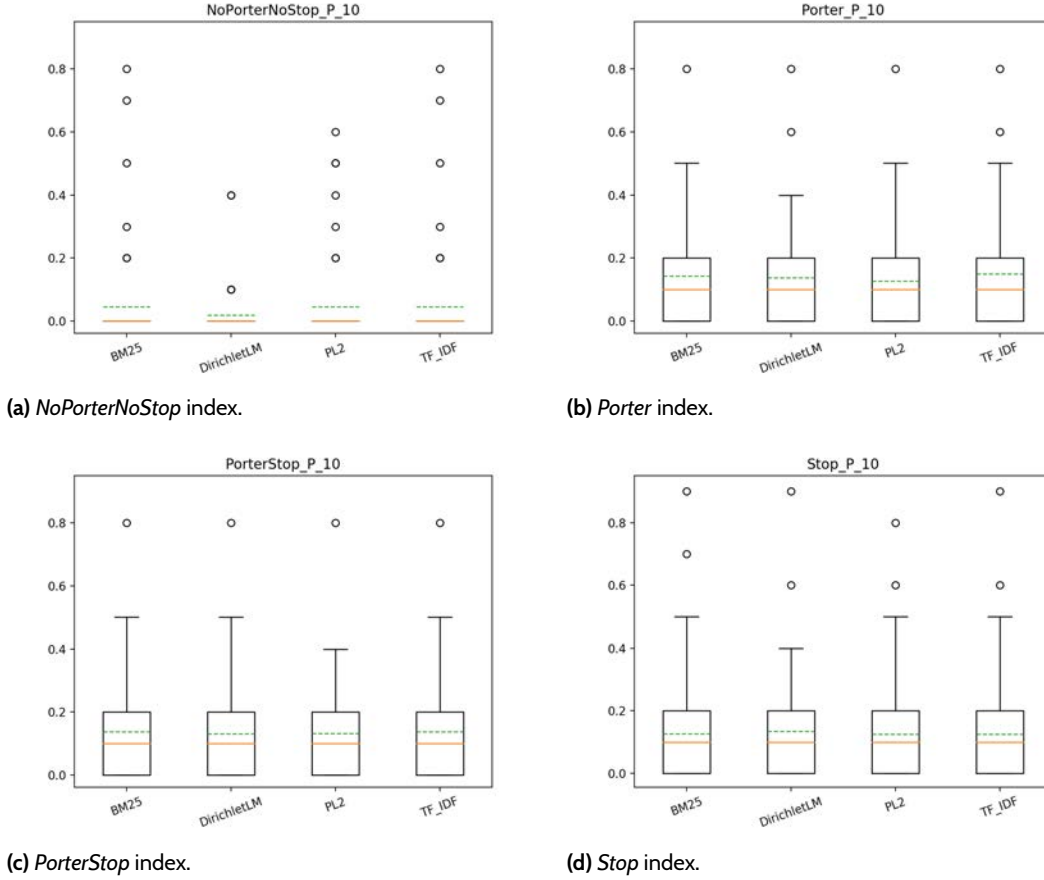 NoPorterNoStop_P_10
0.8
0.6
0.4
0.2
0.0
BM25
DirichletLM
PL2
TF_IDF
(a) NoPorterNoStop index.
Porter_P_10
0.8
0.6
0.4
0.2
0.0
BM25
DirichletLM
PL2
TF_IDF
(b) Porter index.
PorterStop_P_10
0.8
0.6
0.4
0.2
0.0
BM25
DirichletLM
PL2
TF_IDF
(c) PorterStop index.
Stop_P_10
0.8
0.6
0.4
0.2
0.0
BM25
DirichletLM
PL2
TF_IDF
(d) Stop index.